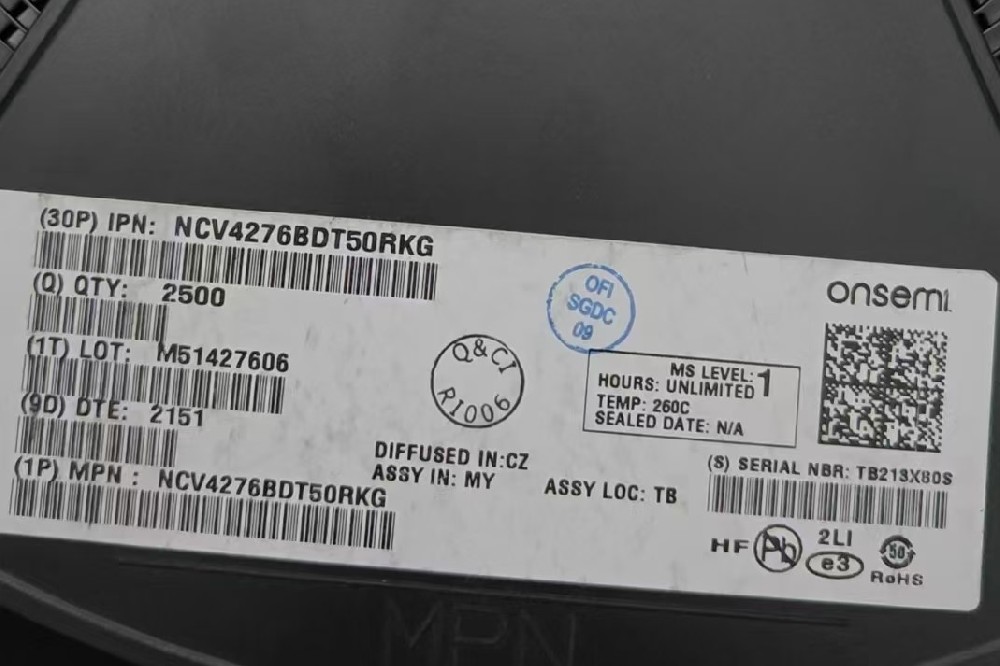 (30P) IPN: NCV4276BDT50RKG
(Q) QTY: 2500
(1T) LOT: M51427606
(9D) DTE: 2151
(1P) MPN : NCV4276BDT50RKG
Q&CI
R1006
OFI
SGDC
09
onsemi
MS LEVEL: 1
HOURS: UNLIMITED
TEMP: 260C
SEALED DATE: N/A
DIFFUSED IN:CZ
ASSY IN: MY
ASSY LOC: TB
(S) SERIAL NBR: TB213X80S
HF Pb 2LI
e3
50
RoHS
MPN